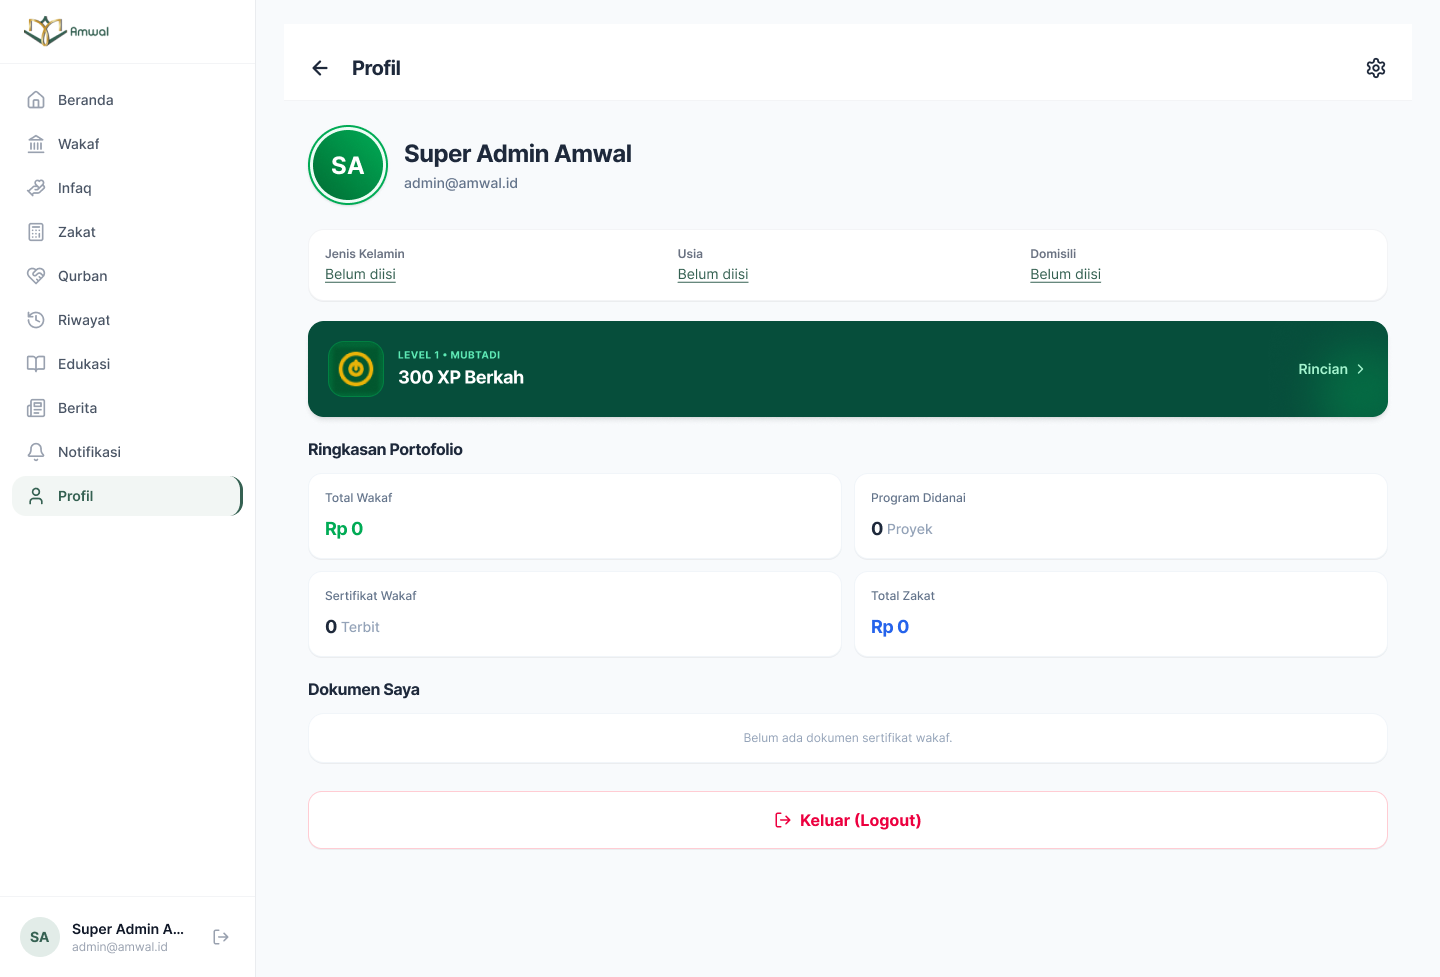 Amwal
Beranda
Wakaf
Infaq
Zakat
Qurban
Riwayat
Edukasi
Berita
Notifikasi
Profil
SA
Super Admin A...
admin@amwal.id
Profil
SA
Super Admin Amwal
admin@amwal.id
Jenis Kelamin
Belum diisi
Usia
Belum diisi
Domisili
Belum diisi
LEVEL 1 • MUBTADI
300 XP Berkah
Rincian
Ringkasan Portofolio
Total Wakaf
Rp 0
Program Didanai
0 Proyek
Sertifikat Wakaf
0 Terbit
Total Zakat
Rp 0
Dokumen Saya
Belum ada dokumen sertifikat wakaf.
Keluar (Logout)